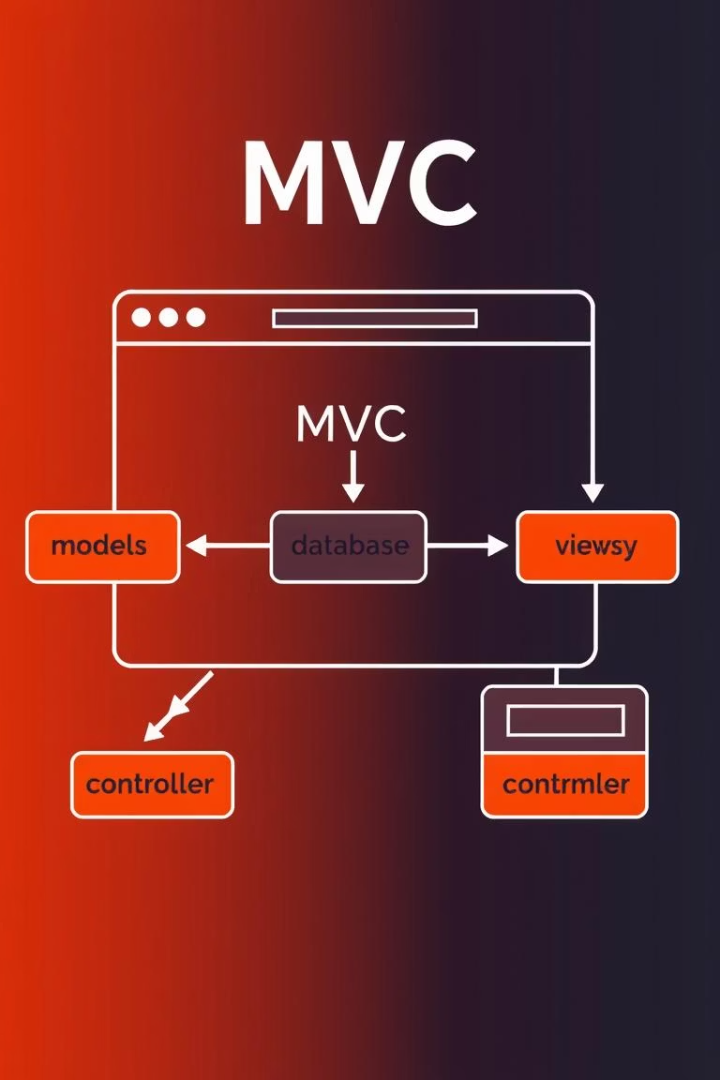 MVC
MVC
models
database
viewsy
controller
contrmler